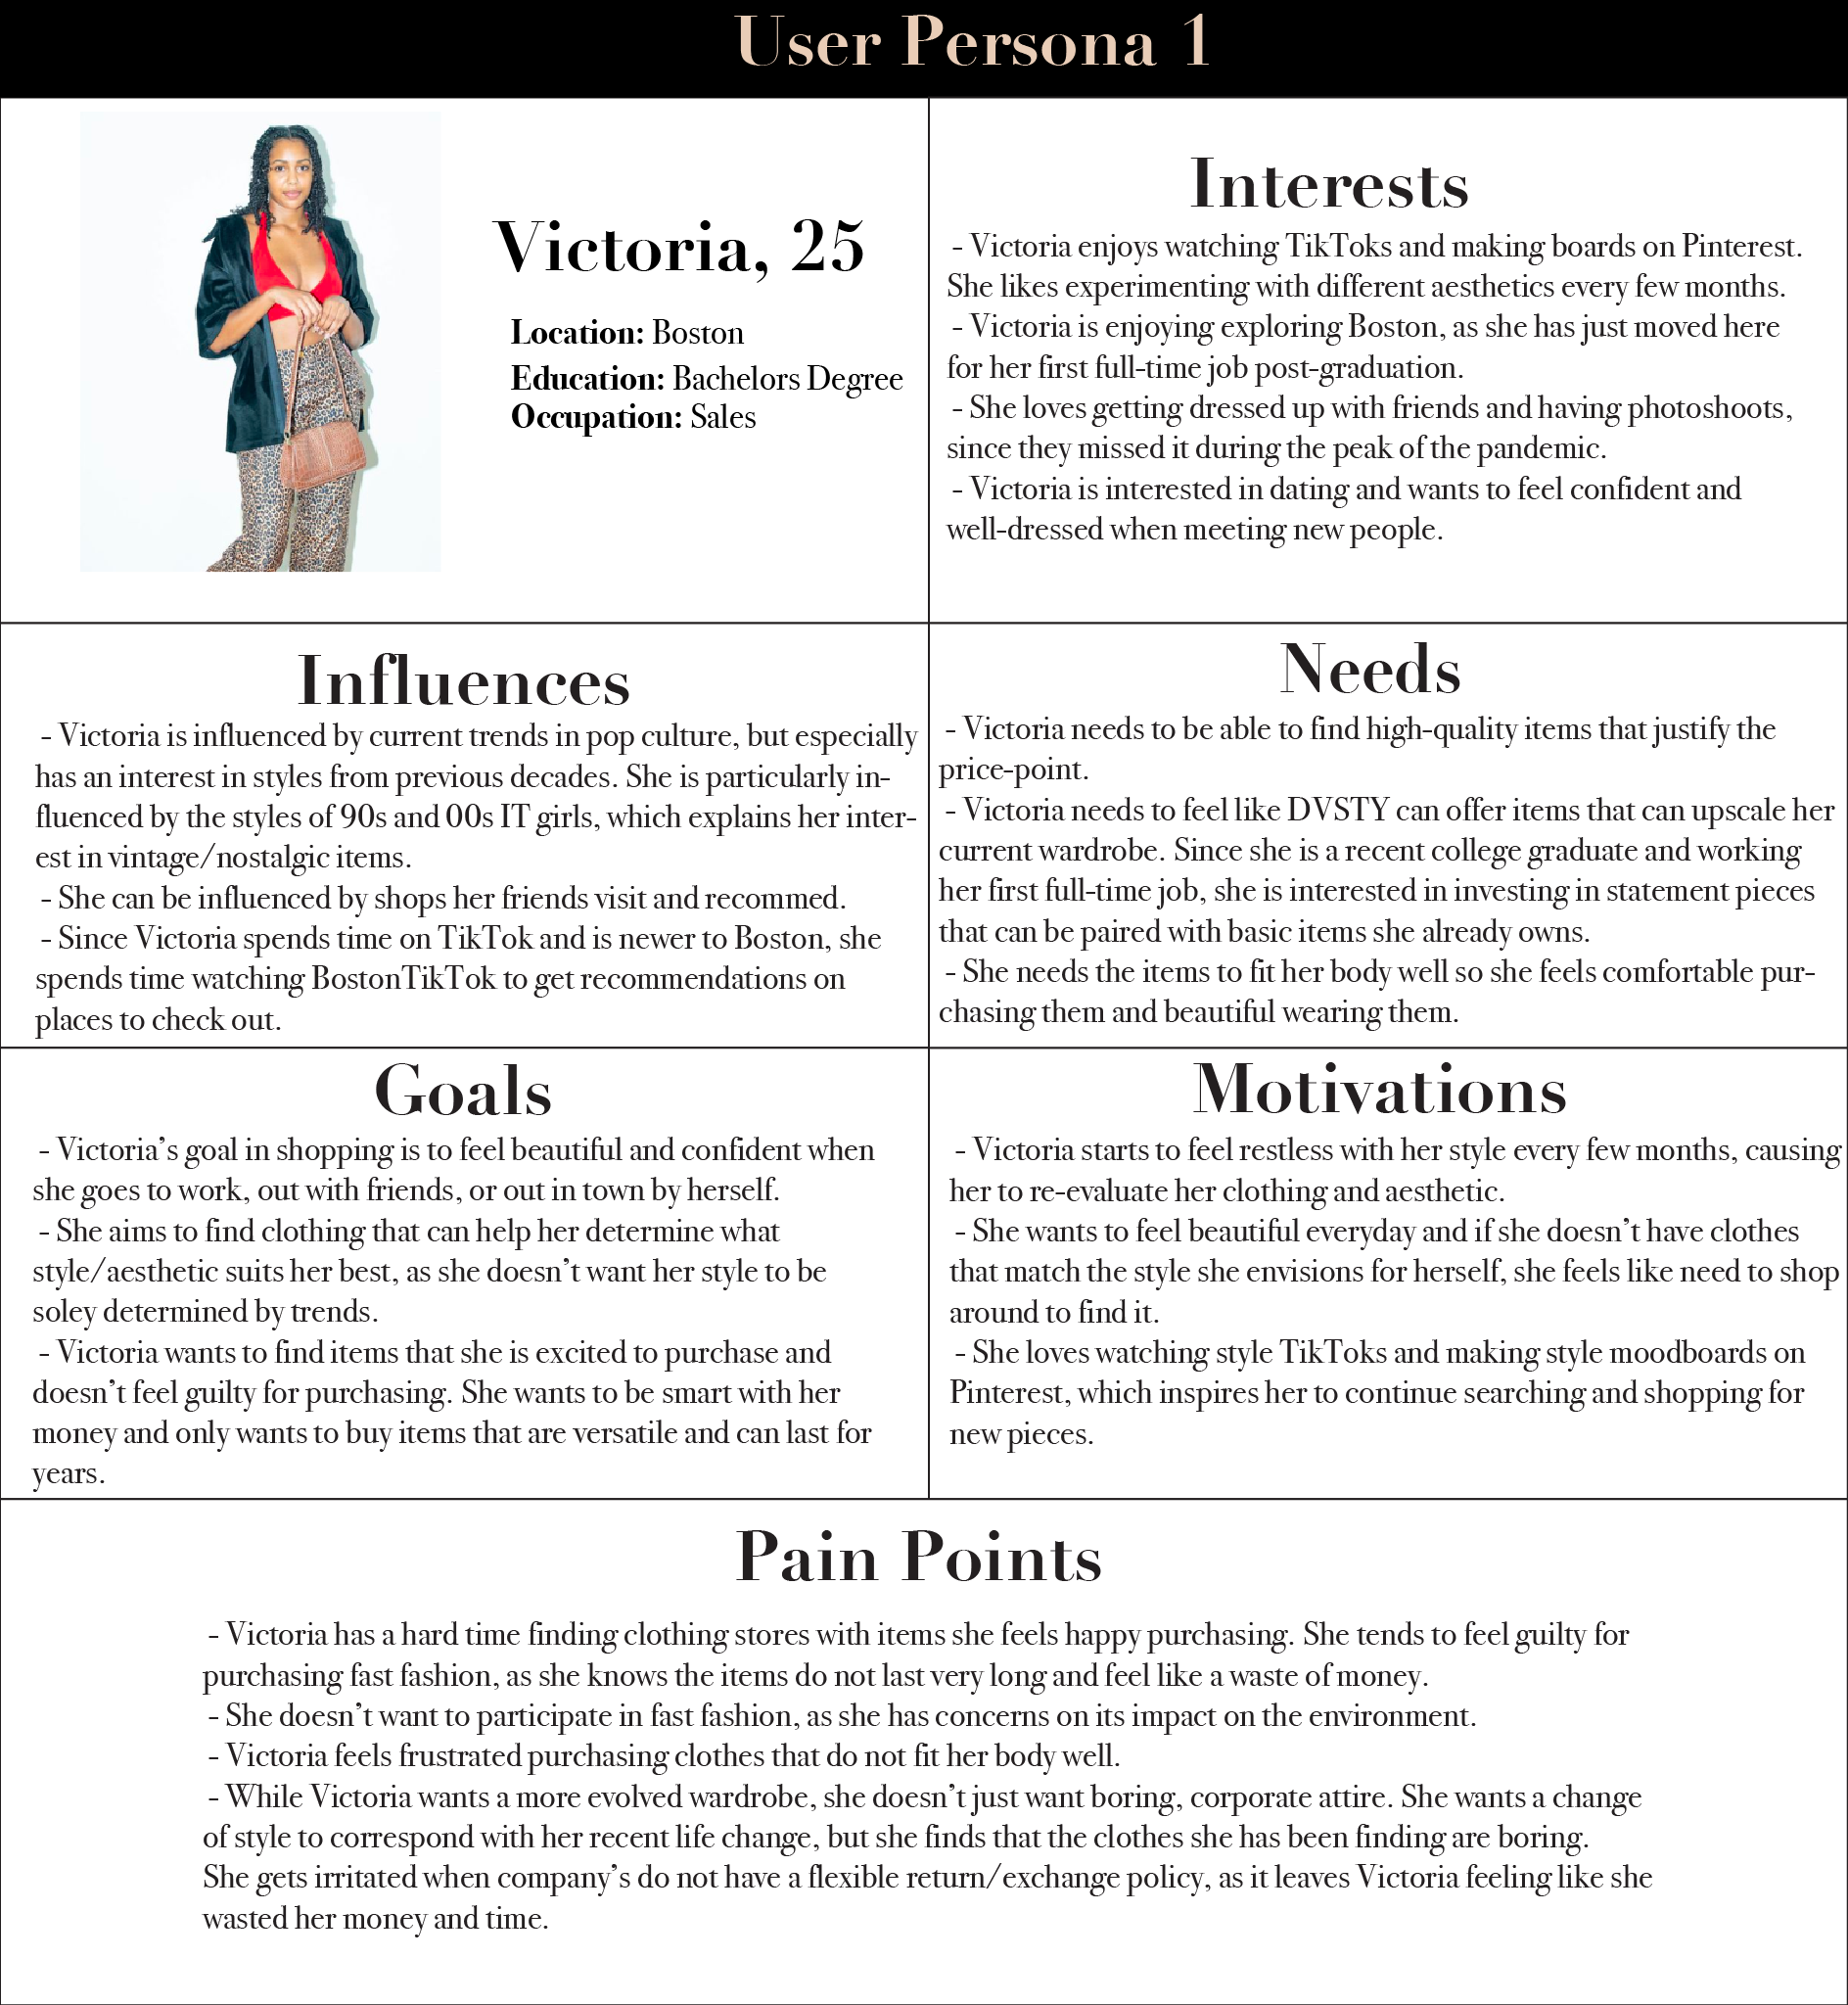 User Persona 1
Victoria, 25
Location: Boston
Education: Bachelors Degree
Occupation: Sales
Interests
- Victoria enjoys watching TikToks and making boards on Pinterest.
She likes experimenting with different aesthetics every few months.
- Victoria is enjoying exploring Boston, as she has just moved here
for her first full-time job post-graduation.
- She loves getting dressed up with friends and having photoshoots,
since they missed it during the peak of the pandemic.
- Victoria is interested in dating and wants to feel confident and
well-dressed when meeting new people.
Influences
- Victoria is influenced by current trends in pop culture, but especially
has an interest in styles from previous decades. She is particularly in-
fluenced by the styles of 90s and 00s IT girls, which explains her inter-
est in vintage/nostalgic items.
- She can be influenced by shops her friends visit and recommed.
- Since Victoria spends time on TikTok and is newer to Boston, she
spends time watching BostonTikTok to get recommendations on
places to check out.
Needs
- Victoria needs to be able to find high-quality items that justify the
price-point.
- Victoria needs to feel like DVSTY can offer items that can upscale her
current wardrobe. Since she is a recent college graduate and working
her first full-time job, she is interested in investing in statement pieces
that can be paired with basic items she already owns.
- She needs the items to fit her body well so she feels comfortable pur-
chasing them and beautiful wearing them.
Goals
- Victoria's goal in shopping is to feel beautiful and confident when
she goes to work, out with friends, or out in town by herself.
- She aims to find clothing that can help her determine what
style/aesthetic suits her best, as she doesn't want her style to be
soley determined by trends.
- Victoria wants to find items that she is excited to purchase and
doesn't feel guilty for purchasing. She wants to be smart with her
money and only wants to buy items that are versatile and can last for
years.
Motivations
- Victoria starts to feel restless with her style every few months, causing
her to re-evaluate her clothing and aesthetic.
- She wants to feel beautiful everyday and if she doesn't have clothes
that match the style she envisions for herself, she feels like need to shop
around to find it.
- She loves watching style TikToks and making style moodboards on
Pinterest, which inspires her to continue searching and shopping for
new pieces.
Pain Points
- Victoria has a hard time finding clothing stores with items she feels happy purchasing. She tends to feel guilty for
purchasing fast fashion, as she knows the items do not last very long and feel like a waste of money.
- She doesn't want to participate in fast fashion, as she has concerns on its impact on the environment.
- Victoria feels frustrated purchasing clothes that do not fit her body well.
- While Victoria wants a more evolved wardrobe, she doesn't just want boring, corporate attire. She wants a change
of style to correspond with her recent life change, but she finds that the clothes she has been finding are boring.
She gets irritated when company's do not have a flexible return/exchange policy, as it leaves Victoria feeling like she
wasted her money and time.